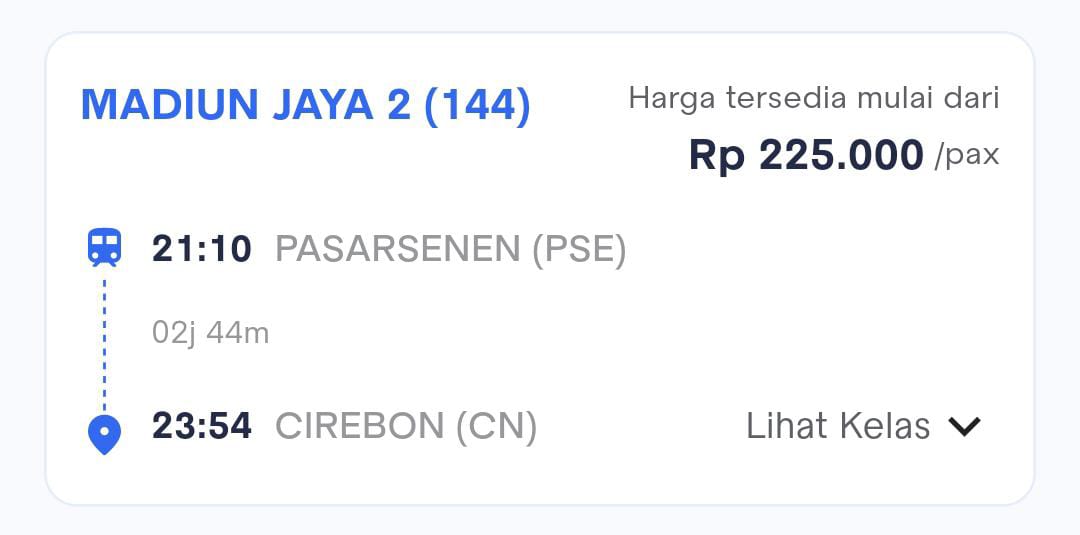 MADIUN JAYA 2 (144)
Harga tersedia mulai dari
Rp 225.000 /pax
21:10 PASARSENEN (PSE)
02j 44m
23:54 CIREBON (CN)
Lihat Kelas